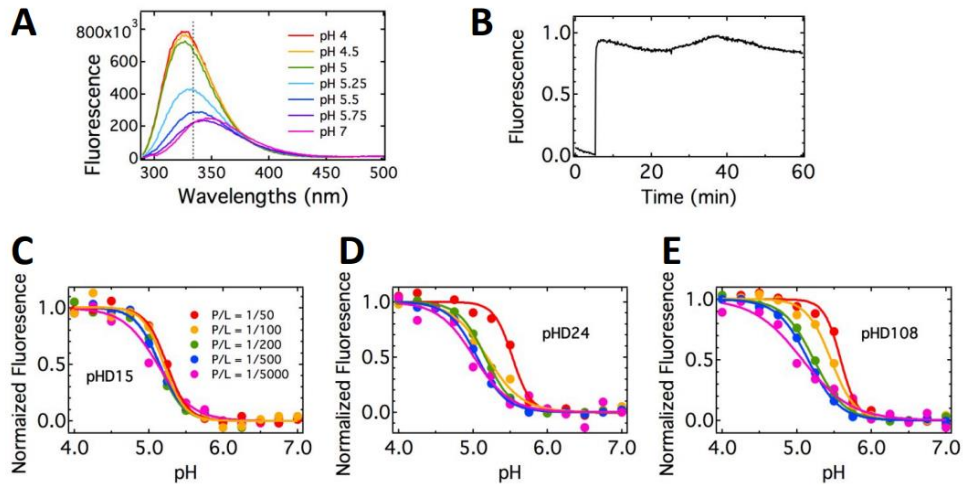 A
800x10³
600
400
200
0
Fluorescence
300
350
400
450
500
Wavelengths (nm)
pH 4
pH 4.5
pH 5
pH 5.25
pH 5.5
pH 5.75
pH 7
B
1.0
0.5
0.0
Fluorescence
0
20
40
60
Time (min)
C
Normalized Fluorescence
1.0
0.5
0.0
4.0
5.0
6.0
7.0
pH
pHD15
P/L = 1/50
P/L = 1/100
P/L = 1/200
P/L = 1/500
P/L = 1/5000
D
Normalized Fluorescence
1.0
0.5
0.0
4.0
5.0
6.0
7.0
pH
pHD24
E
Normalized Fluorescence
1.0
0.5
0.0
4.0
5.0
6.0
7.0
pH
pHD108